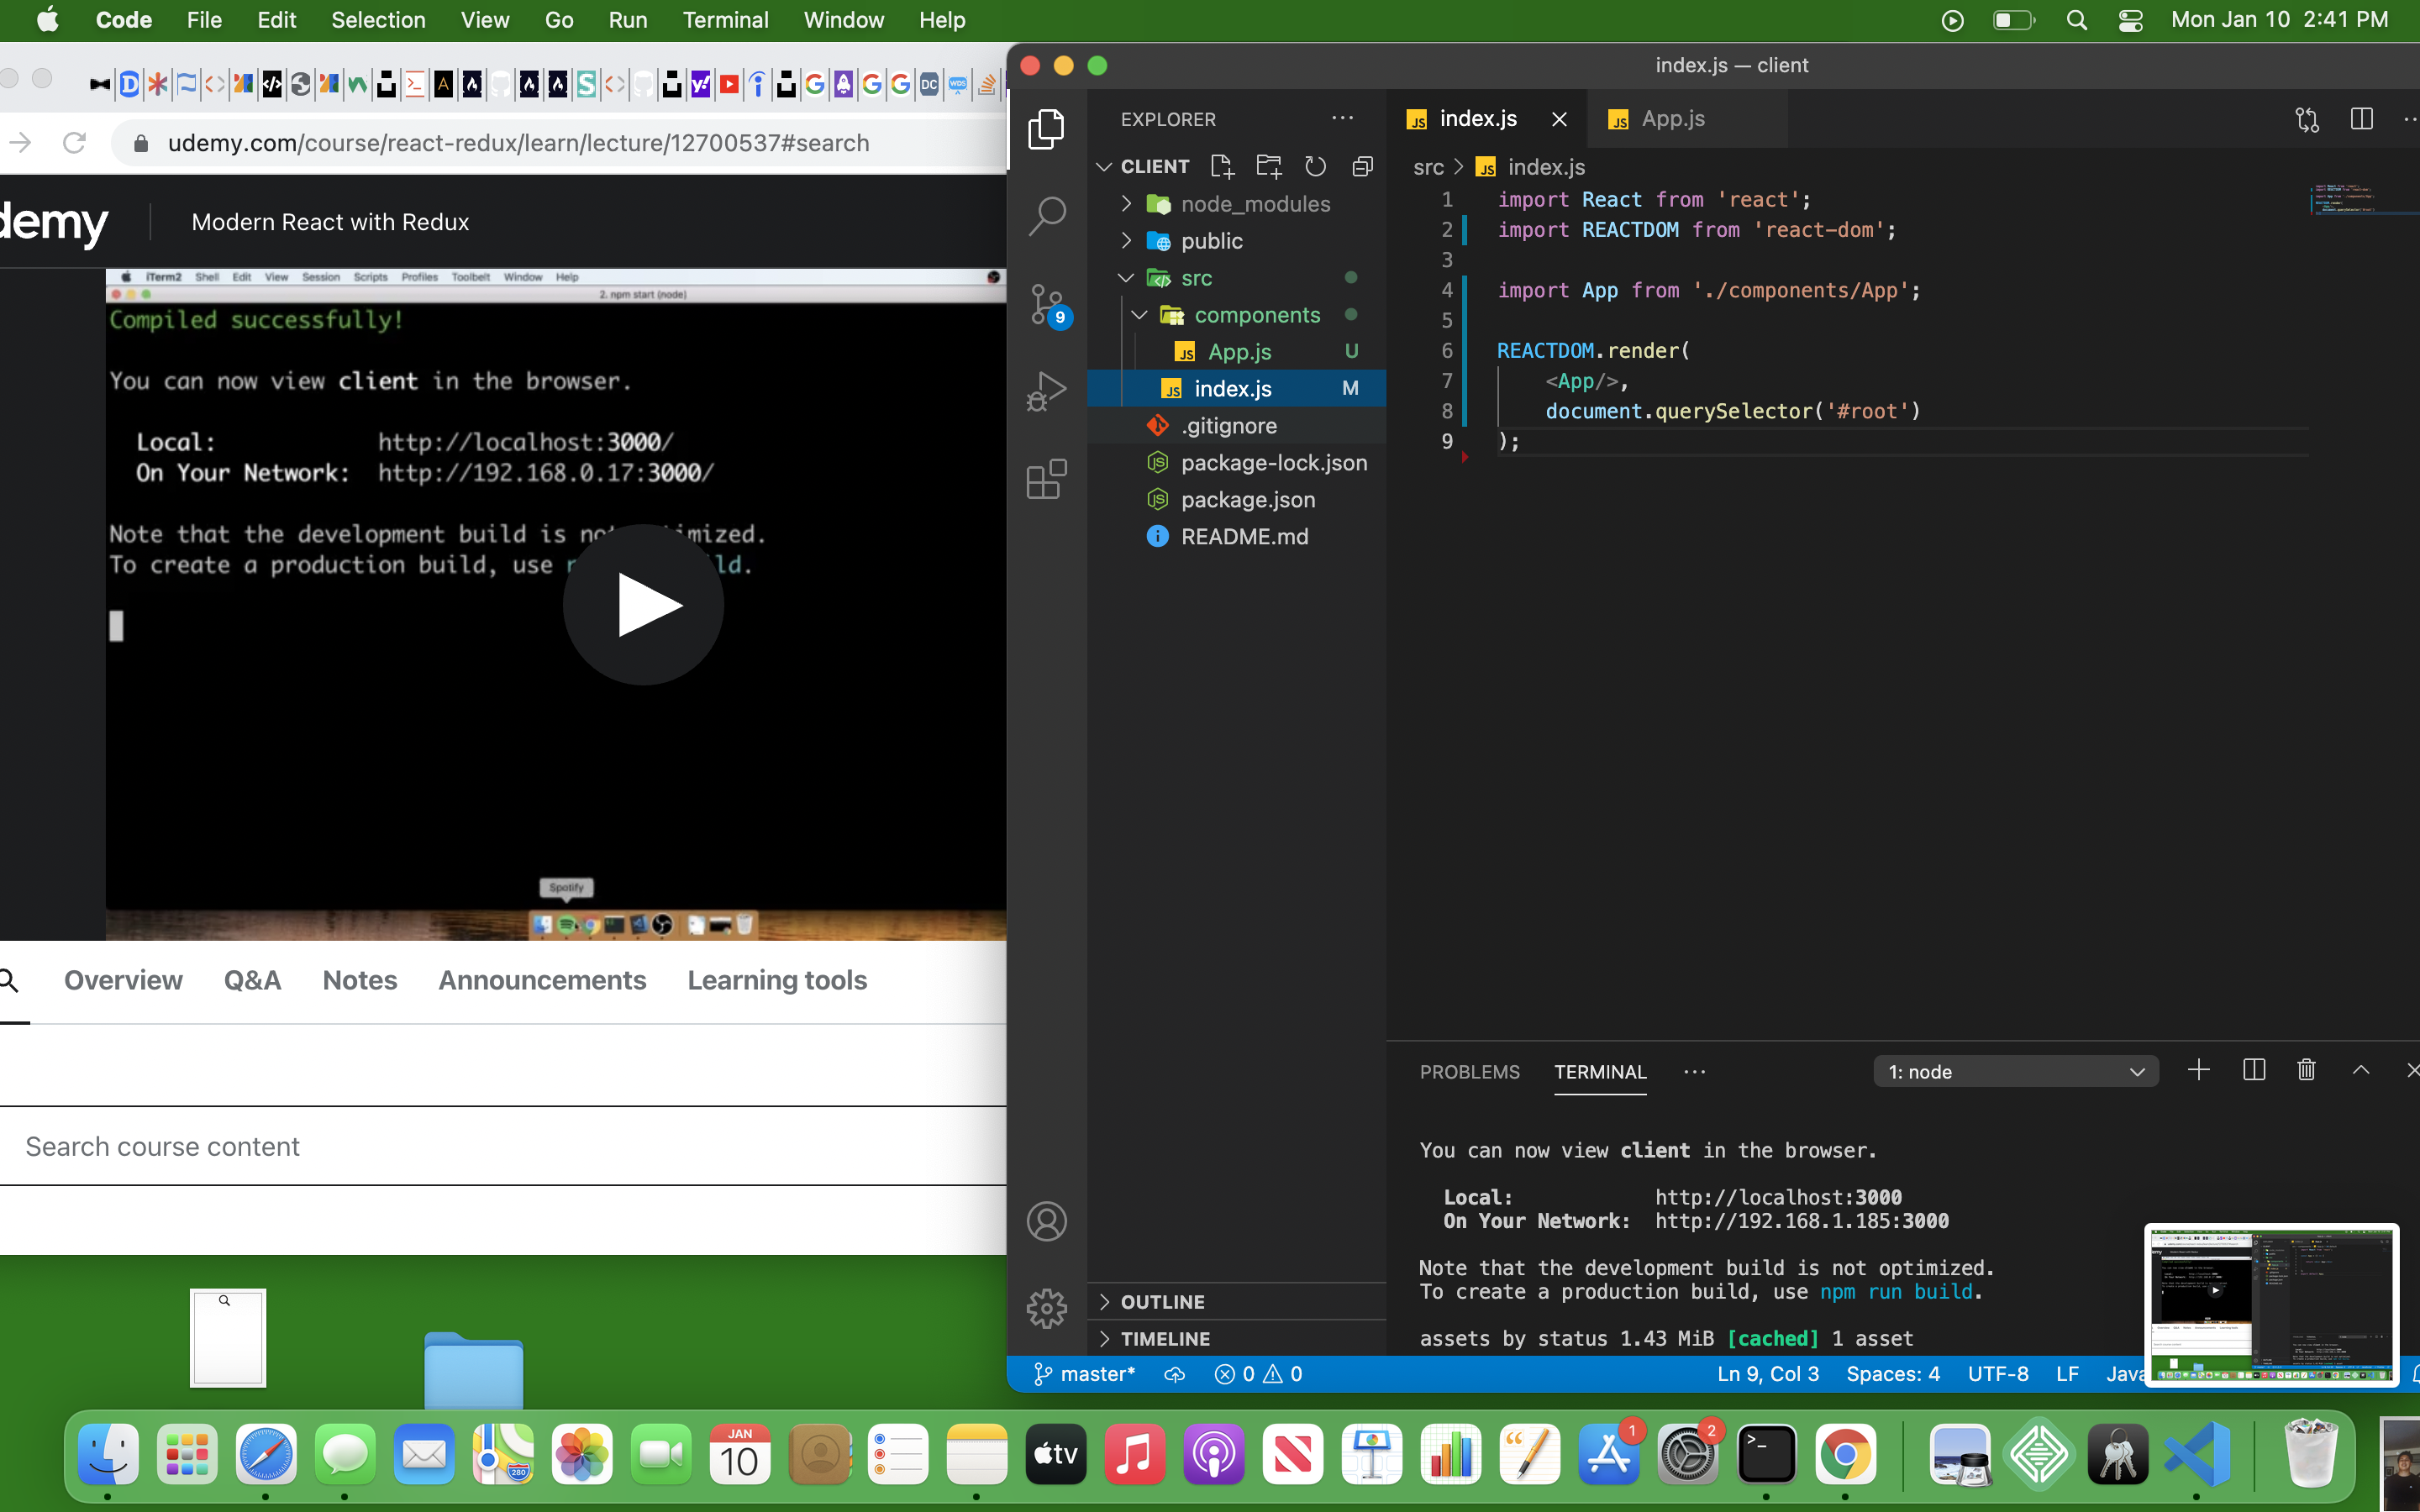 Code File Edit Selection View Go Run Terminal Window Help
Mon Jan 10 2:41 PM
udemy.com/course/react-redux/learn/lecture/12700537#search
demy
Modern React with Redux
iTerm2 Shell Edit View Session Scripts Profiles Toolbelt Window Help
2. npm start (node)
Compiled successfully!
You can now view client in the browser.
Local: http://localhost:3000/
On Your Network: http://192.168.0.17:3000/
Note that the development build is
To create a production build, use
Spotify
Overview Q&A Notes Announcements Learning tools
Search course content
index.js — client
EXPLORER
CLIENT
node_modules
public
src
components
App.js U
index.js M
.gitignore
package-lock.json
package.json
README.md
OUTLINE
TIMELINE
9
index.js
App.js
src > index.js
1 import React from 'react';
2 import REACTDOM from 'react-dom';
3
4 import App from './components/App';
5
6 REACTDOM.render(
7 <App/>,
8 document.querySelector('#root')
9 );
PROBLEMS TERMINAL
1: node
You can now view client in the browser.
Local: http://localhost:3000
On Your Network: http://192.168.1.185:3000
Note that the development build is not optimized.
To create a production build, use npm run build.
assets by status 1.43 MiB [cached] 1 asset
master* 0 0 Ln 9, Col 3 Spaces: 4 UTF-8 LF Java
JAN
10
tv
1
2
280